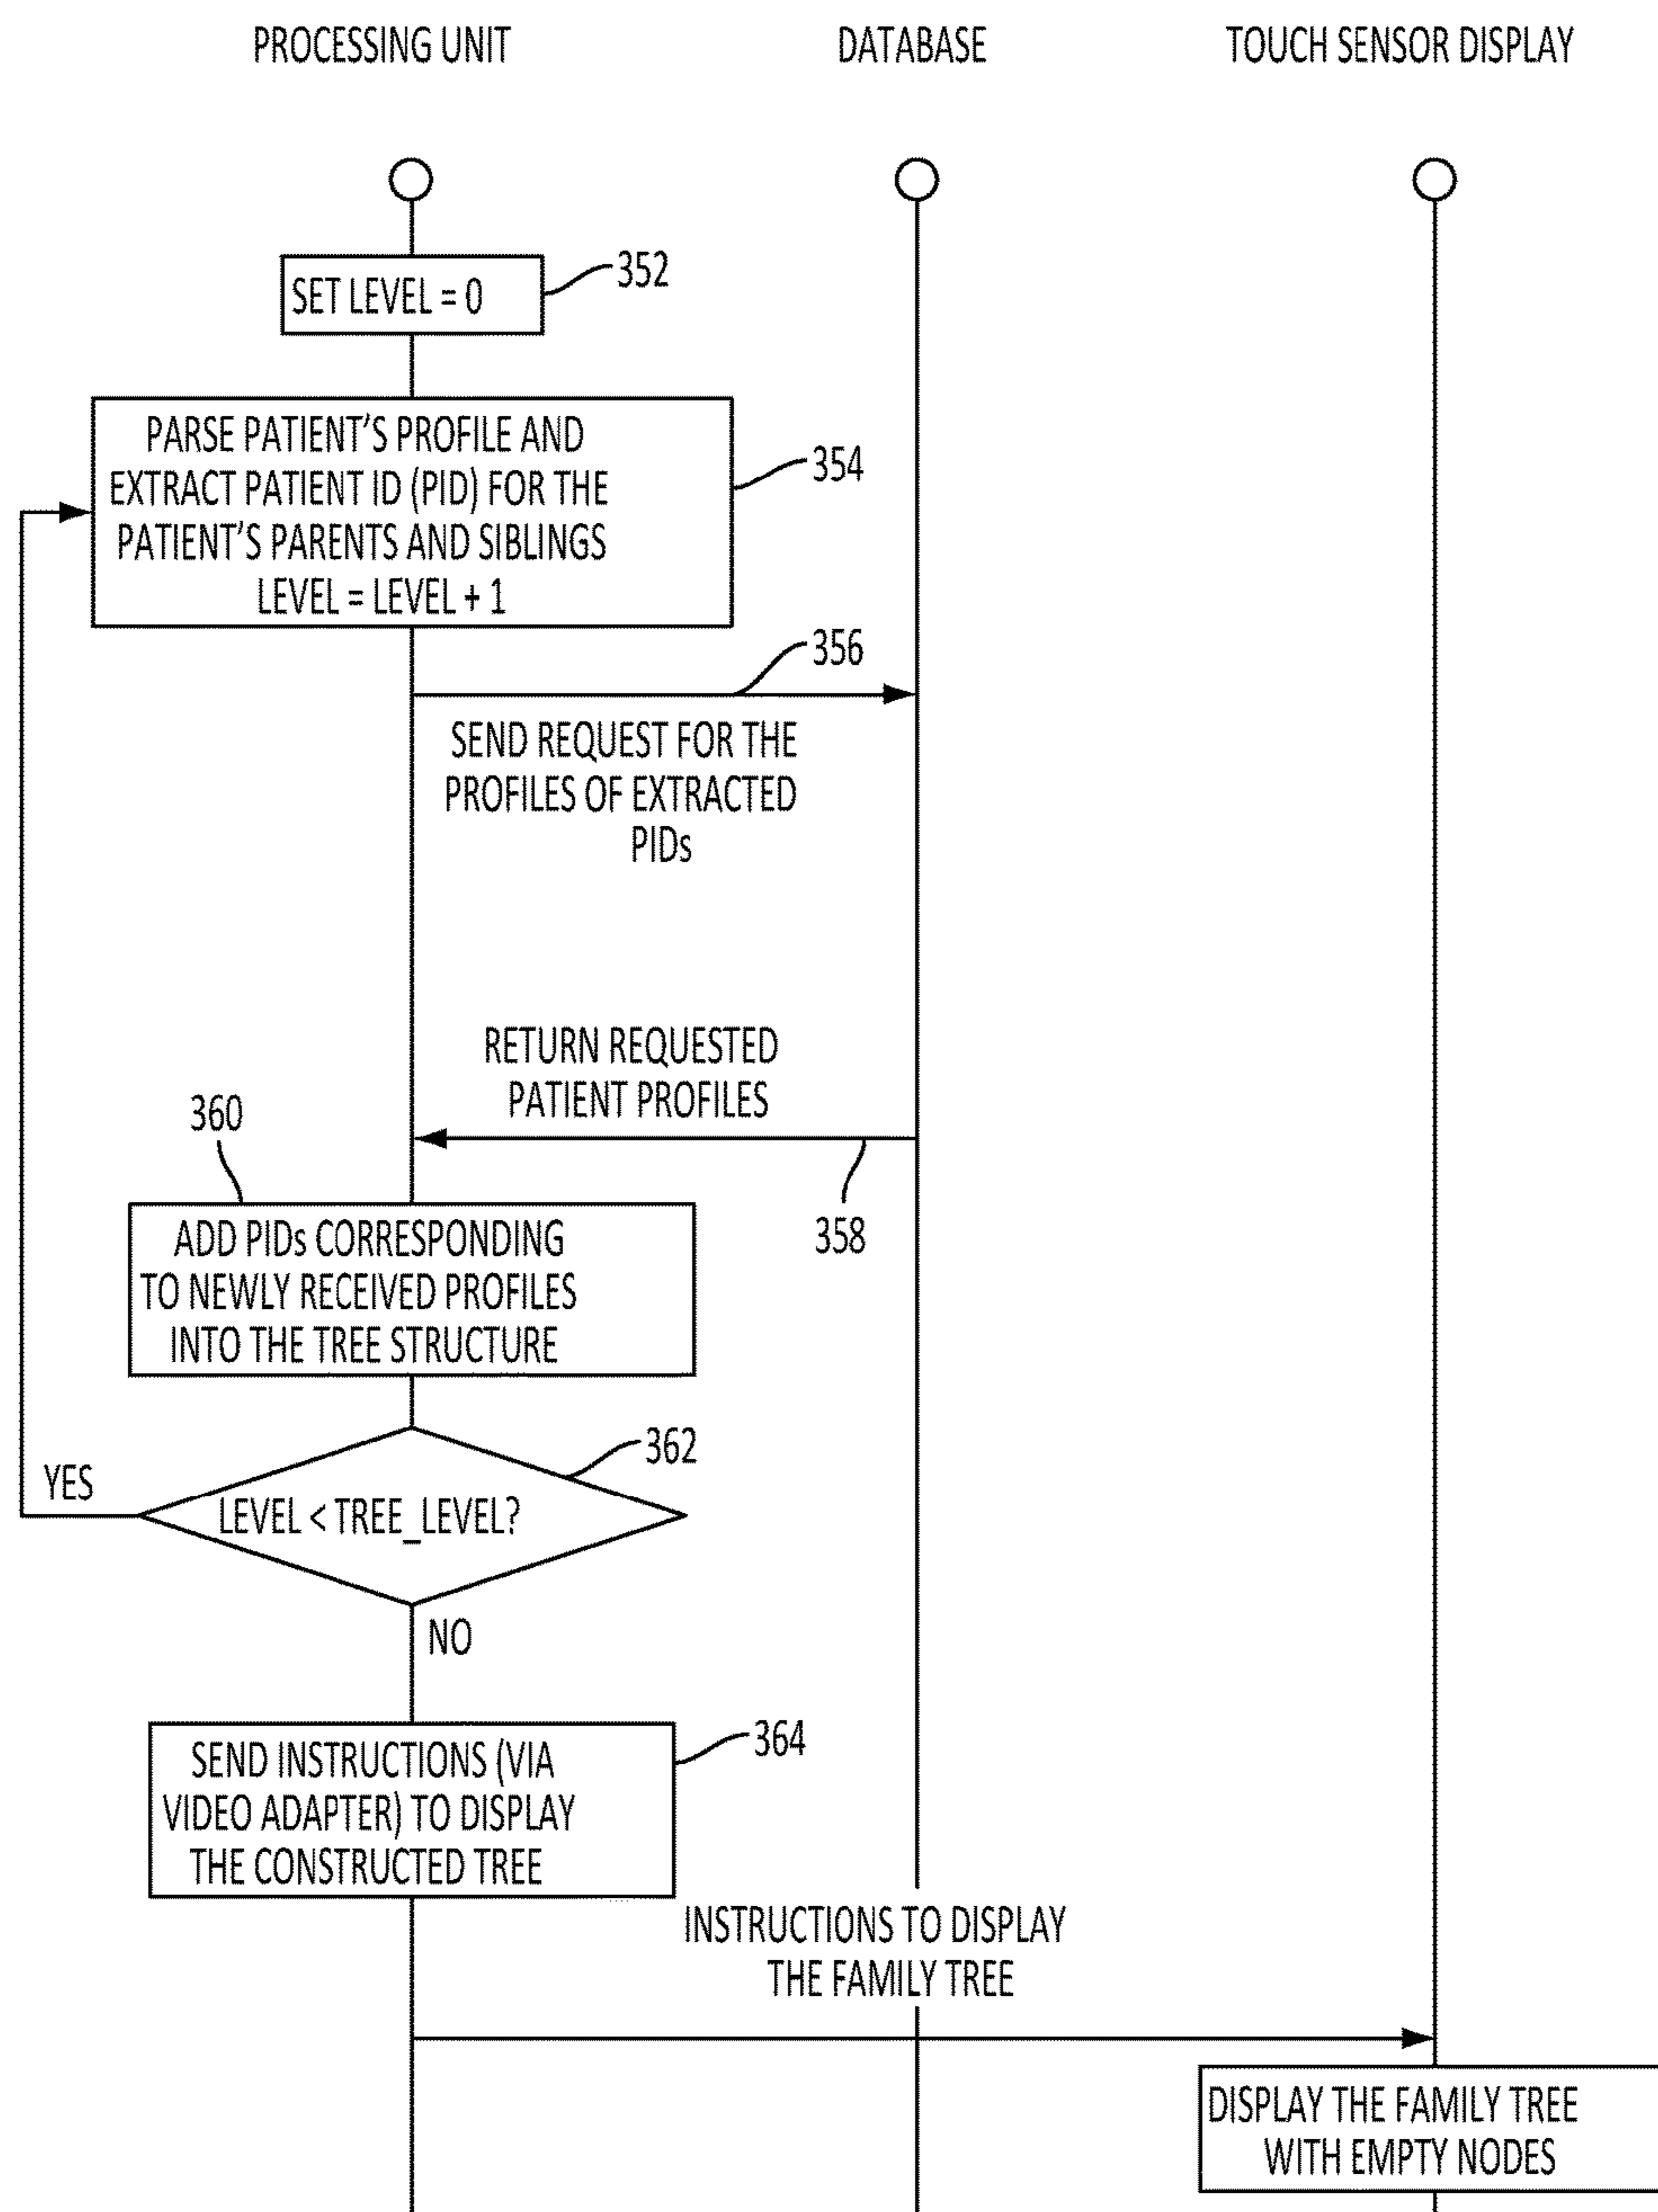 PROCESSING UNIT
DATABASE
TOUCH SENSOR DISPLAY
SET LEVEL = 0
352
PARSE PATIENT'S PROFILE AND
EXTRACT PATIENT ID (PID) FOR THE
PATIENT'S PARENTS AND SIBLINGS
LEVEL = LEVEL + 1
354
356
SEND REQUEST FOR THE
PROFILES OF EXTRACTED
PIDs
RETURN REQUESTED
PATIENT PROFILES
358
360
ADD PIDs CORRESPONDING
TO NEWLY RECEIVED PROFILES
INTO THE TREE STRUCTURE
362
YES
LEVEL < TREE_LEVEL?
NO
364
SEND INSTRUCTIONS (VIA
VIDEO ADAPTER) TO DISPLAY
THE CONSTRUCTED TREE
INSTRUCTIONS TO DISPLAY
THE FAMILY TREE
DISPLAY THE FAMILY TREE
WITH EMPTY NODES